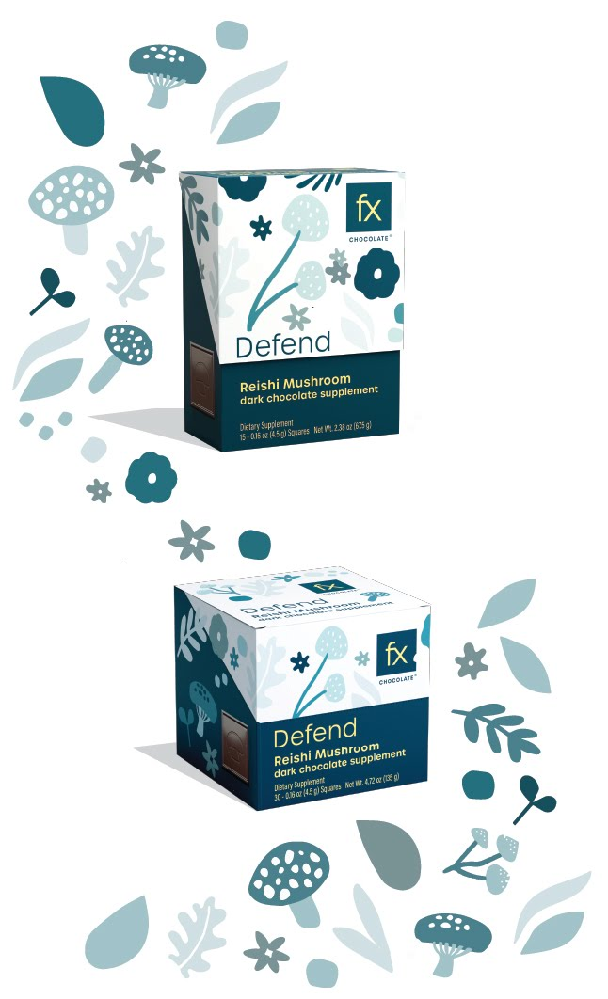 fx
CHOCOLATE®
Defend
Reishi Mushroom
dark chocolate supplement
Dietary Supplement
15 - 0.16 oz (4.5 g) Squares Net Wt. 2.38 oz (67.5 g)
fx
Defend
Reishi Mushroom
dark chocolate supplement
fx
CHOCOLATE®
Defend
Reishi Mushroom
dark chocolate supplement
Dietary Supplement
30 - 0.16 oz (4.5 g) Squares Net Wt. 4.72 oz (135 g)